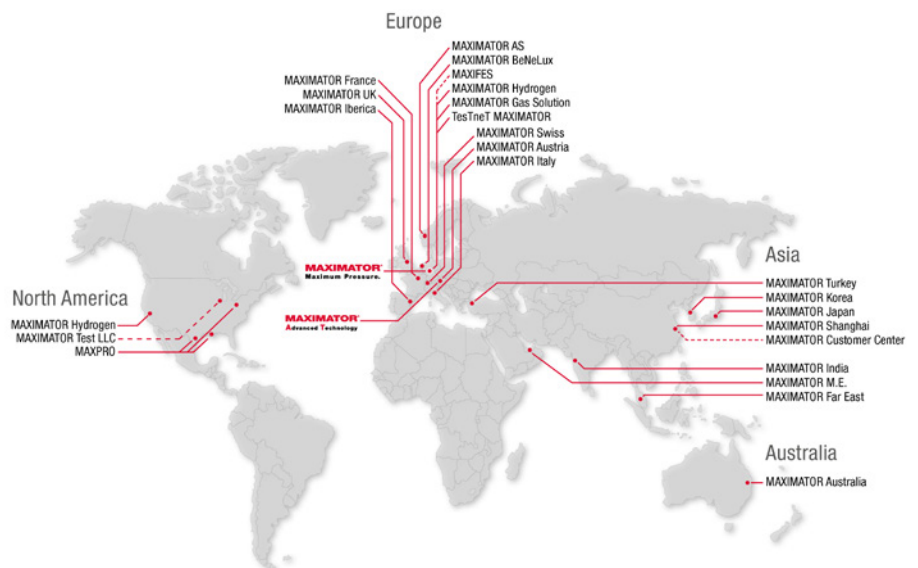 Europe
MAXIMATOR AS
MAXIMATOR BeNeLux
MAXIFES
MAXIMATOR Hydrogen
MAXIMATOR Gas Solution
TesTneT MAXIMATOR
MAXIMATOR Swiss
MAXIMATOR Austria
MAXIMATOR Italy
MAXIMATOR France
MAXIMATOR UK
MAXIMATOR Iberica
MAXIMATOR®
Maximum Pressure.
MAXIMATOR®
Advanced Technology
North America
MAXIMATOR Hydrogen
MAXIMATOR Test LLC
MAXPRO
Asia
MAXIMATOR Turkey
MAXIMATOR Korea
MAXIMATOR Japan
MAXIMATOR Shanghai
MAXIMATOR Customer Center
MAXIMATOR India
MAXIMATOR M.E.
MAXIMATOR Far East
Australia
MAXIMATOR Australia